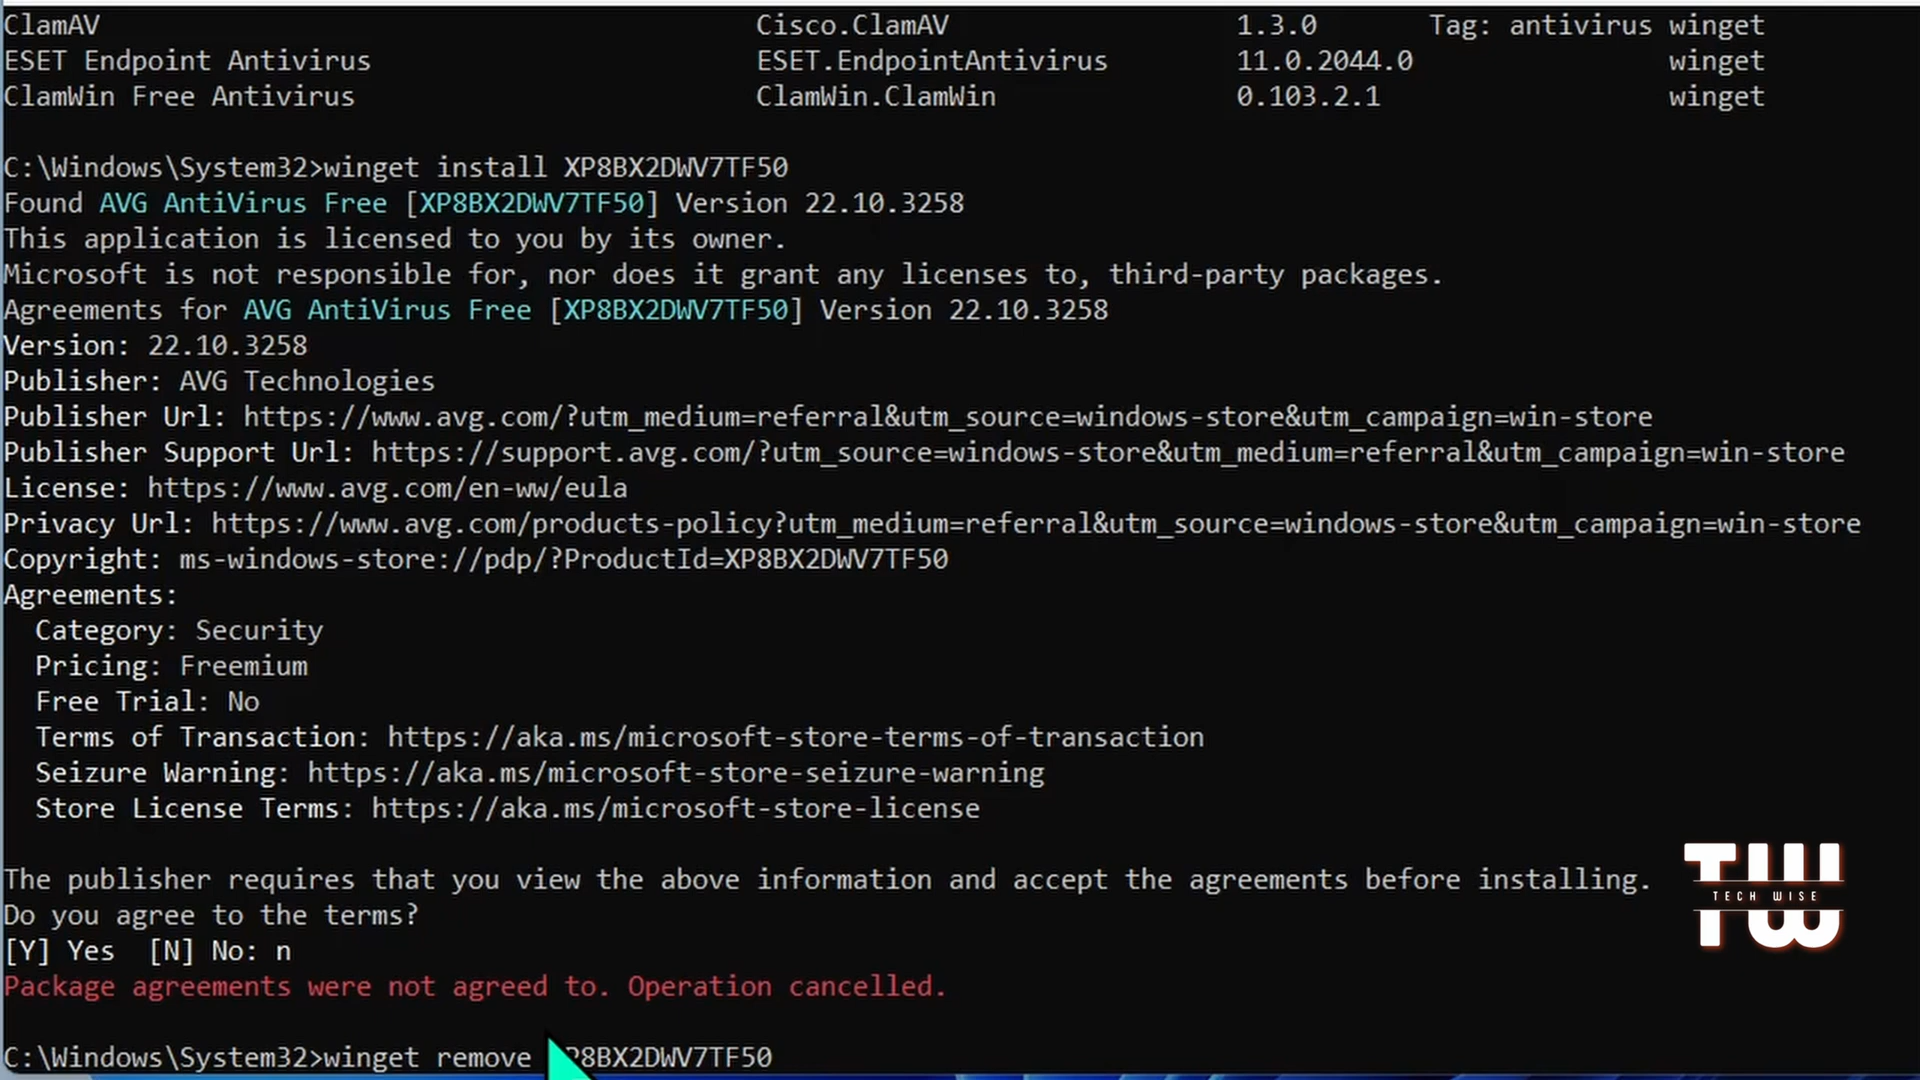 ClamAV Cisco.ClamAV 1.3.0 Tag: antivirus winget
ESET Endpoint Antivirus ESET.EndpointAntivirus 11.0.2044.0 winget
ClamWin Free Antivirus ClamWin.ClamWin 0.103.2.1 winget
C:\Windows\System32>winget install XP8BX2DWV7TF50
Found AVG AntiVirus Free [XP8BX2DWV7TF50] Version 22.10.3258
This application is licensed to you by its owner.
Microsoft is not responsible for, nor does it grant any licenses to, third-party packages.
Agreements for AVG AntiVirus Free [XP8BX2DWV7TF50] Version 22.10.3258
Version: 22.10.3258
Publisher: AVG Technologies
Publisher Url: https://www.avg.com/?utm_medium=referral&utm_source=windows-store&utm_campaign=win-store
Publisher Support Url: https://support.avg.com/?utm_source=windows-store&utm_medium=referral&utm_campaign=win-store
License: https://www.avg.com/en-ww/eula
Privacy Url: https://www.avg.com/products-policy?utm_medium=referral&utm_source=windows-store&utm_campaign=win-store
Copyright: ms-windows-store://pdp/?ProductId=XP8BX2DWV7TF50
Agreements:
Category: Security
Pricing: Freemium
Free Trial: No
Terms of Transaction: https://aka.ms/microsoft-store-terms-of-transaction
Seizure Warning: https://aka.ms/microsoft-store-seizure-warning
Store License Terms: https://aka.ms/microsoft-store-license
The publisher requires that you view the above information and accept the agreements before installing.
Do you agree to the terms?
[Y] Yes [N] No: n
Package agreements were not agreed to. Operation cancelled.
C:\Windows\System32>winget remove P8BX2DWV7TF50
TW
TECH WISE